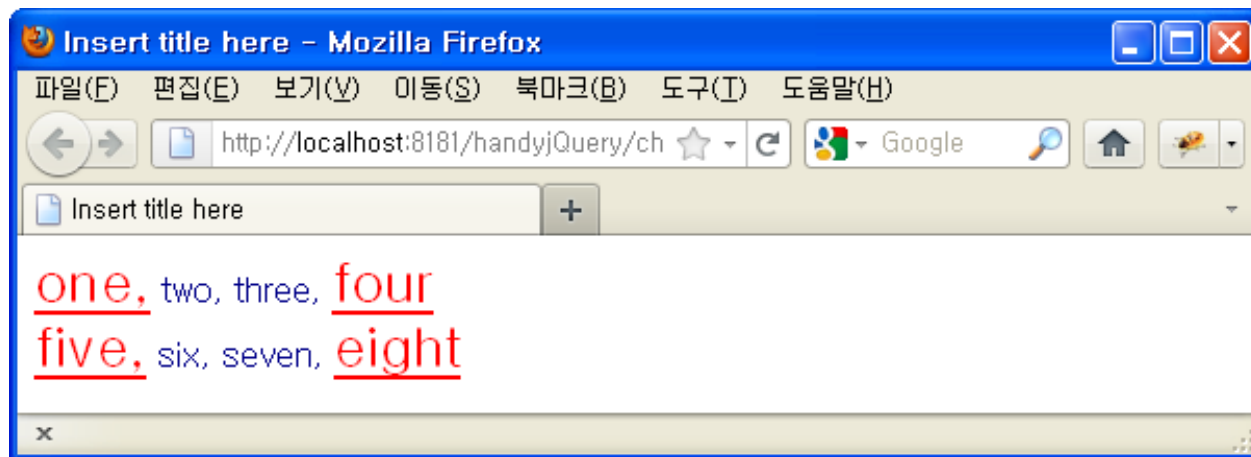 Insert title here - Mozilla Firefox
파일(F) 편집(E) 보기(V) 이동(S) 북마크(B) 도구(T) 도움말(H)
http://localhost:8181/handyjQuery/ch Google
Insert title here
one, two, three, four
five, six, seven, eight